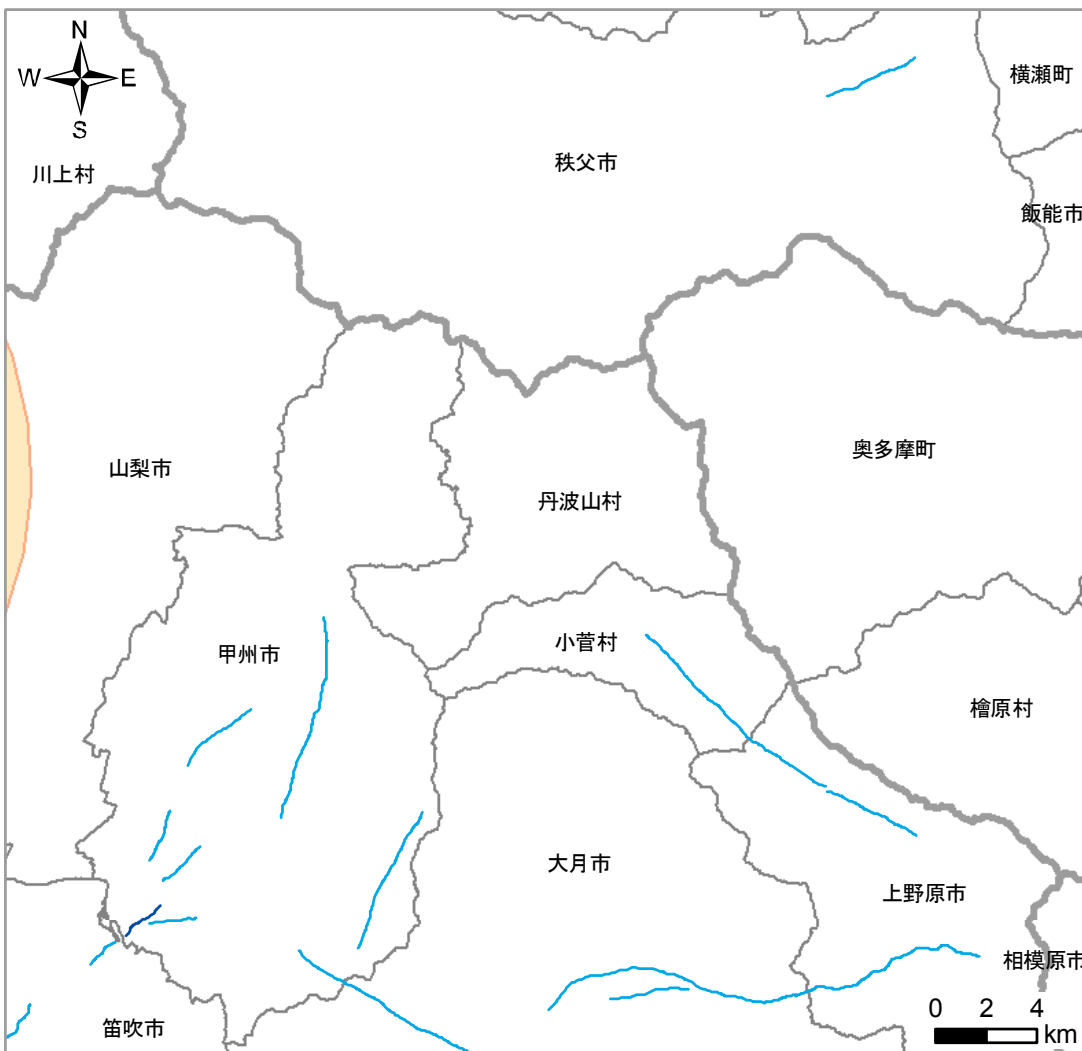 N
W E
S
横瀬町
川上村
秩父市
飯能市
山梨市
奥多摩町
丹波山村
甲州市
小菅村
檜原村
大月市
上野原市
相模原市
笛吹市
0 2 4
km